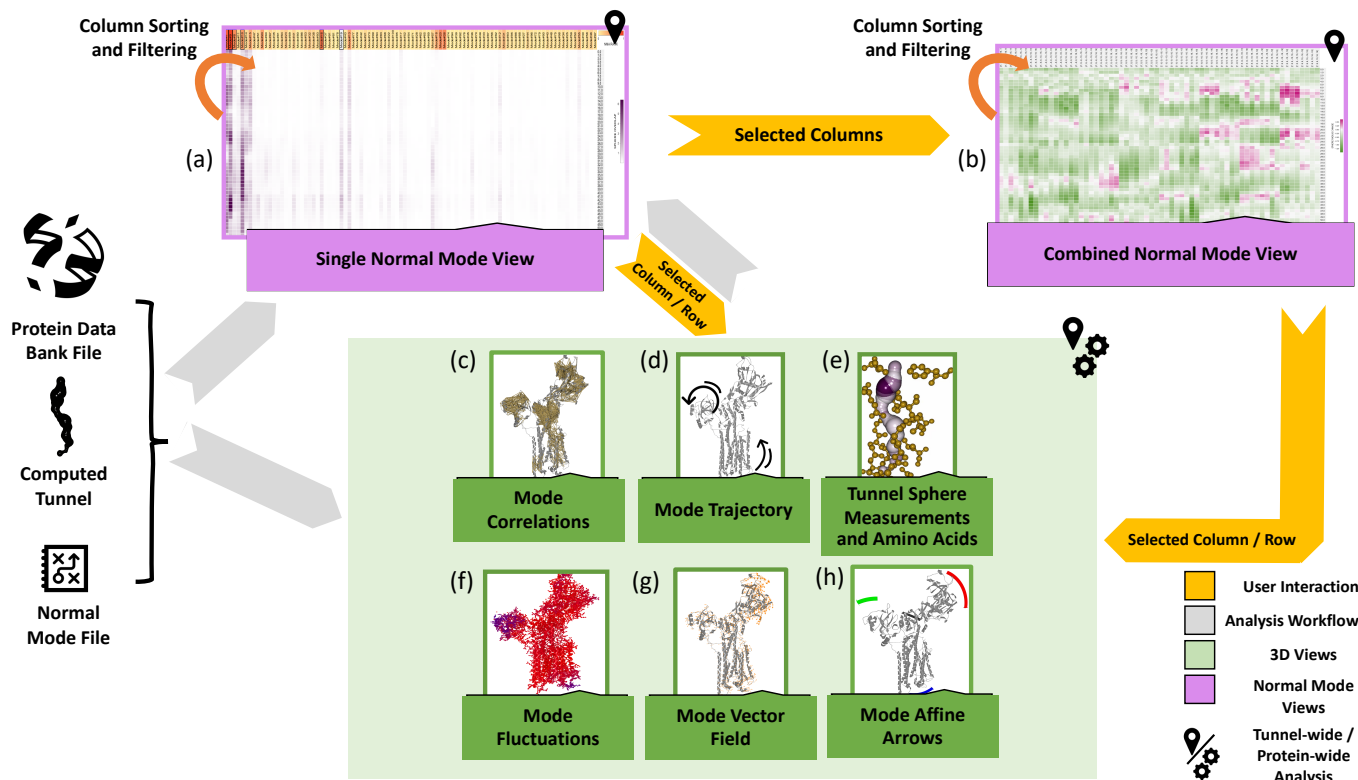 Column Sorting
and Filtering
(a)
Single Normal Mode View
Selected Columns
Column Sorting
and Filtering
(b)
Combined Normal Mode View
Selected
Column / Row
Protein Data
Bank File
Computed
Tunnel
Normal
Mode File
(c)
Mode
Correlations
(d)
Mode Trajectory
(e)
Tunnel Sphere
Measurements
and Amino Acids
(f)
Mode
Fluctuations
(g)
Mode Vector
Field
(h)
Mode Affine
Arrows
Selected Column / Row
User Interaction
Analysis Workflow
3D Views
Normal Mode
Views
Tunnel-wide /
Protein-wide
Analysis